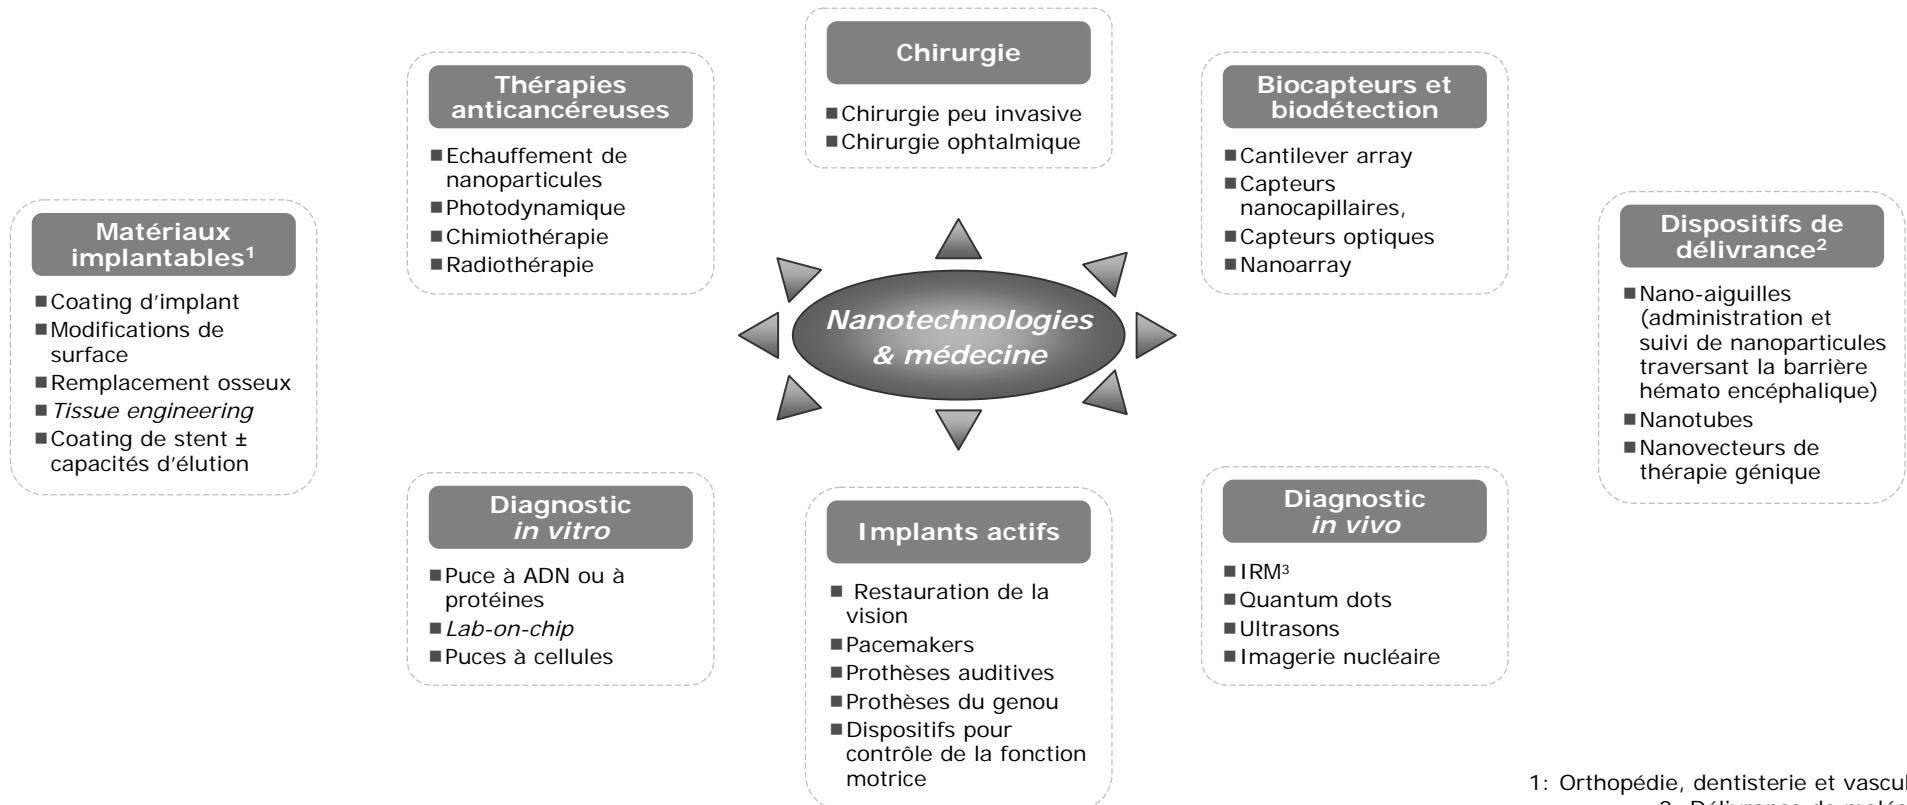 Chirurgie
■ Chirurgie peu invasive
■ Chirurgie ophtalmique
Thérapies
anticancéreuses
■ Echauffement de
nanoparticules
■ Photodynamique
■ Chimiothérapie
■ Radiothérapie
Biocapteurs et
biodétection
■ Cantilever array
■ Capteurs
nanocapillaires,
■ Capteurs optiques
■ Nanoarray
Matériaux
implantables¹
■ Coating d'implant
■ Modifications de
surface
■ Remplacement osseux
■ Tissue engineering
■ Coating de stent ±
capacités d'élution
Nanotechnologies
& médecine
Dispositifs de
délivrance²
■ Nano-aiguilles
(administration et
suivi de nanoparticules
traversant la barrière
hémato encéphalique)
■ Nanotubes
■ Nanovecteurs de
thérapie génique
Diagnostic
in vitro
■ Puce à ADN ou à
protéines
■ Lab-on-chip
■ Puces à cellules
Implants actifs
■ Restauration de la
vision
■ Pacemakers
■ Prothèses auditives
■ Prothèses du genou
■ Dispositifs pour
contrôle de la fonction
motrice
Diagnostic
in vivo
■ IRM³
■ Quantum dots
■ Ultrasons
■ Imagerie nucléaire
1: Orthopédie, dentisterie et